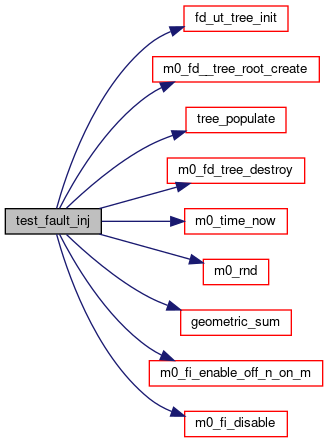 fd_ut_tree_init
m0_fd__tree_root_create
tree_populate
m0_fd_tree_destroy
test_fault_inj
m0_time_now
m0_rnd
geometric_sum
m0_fi_enable_off_n_on_m
m0_fi_disable